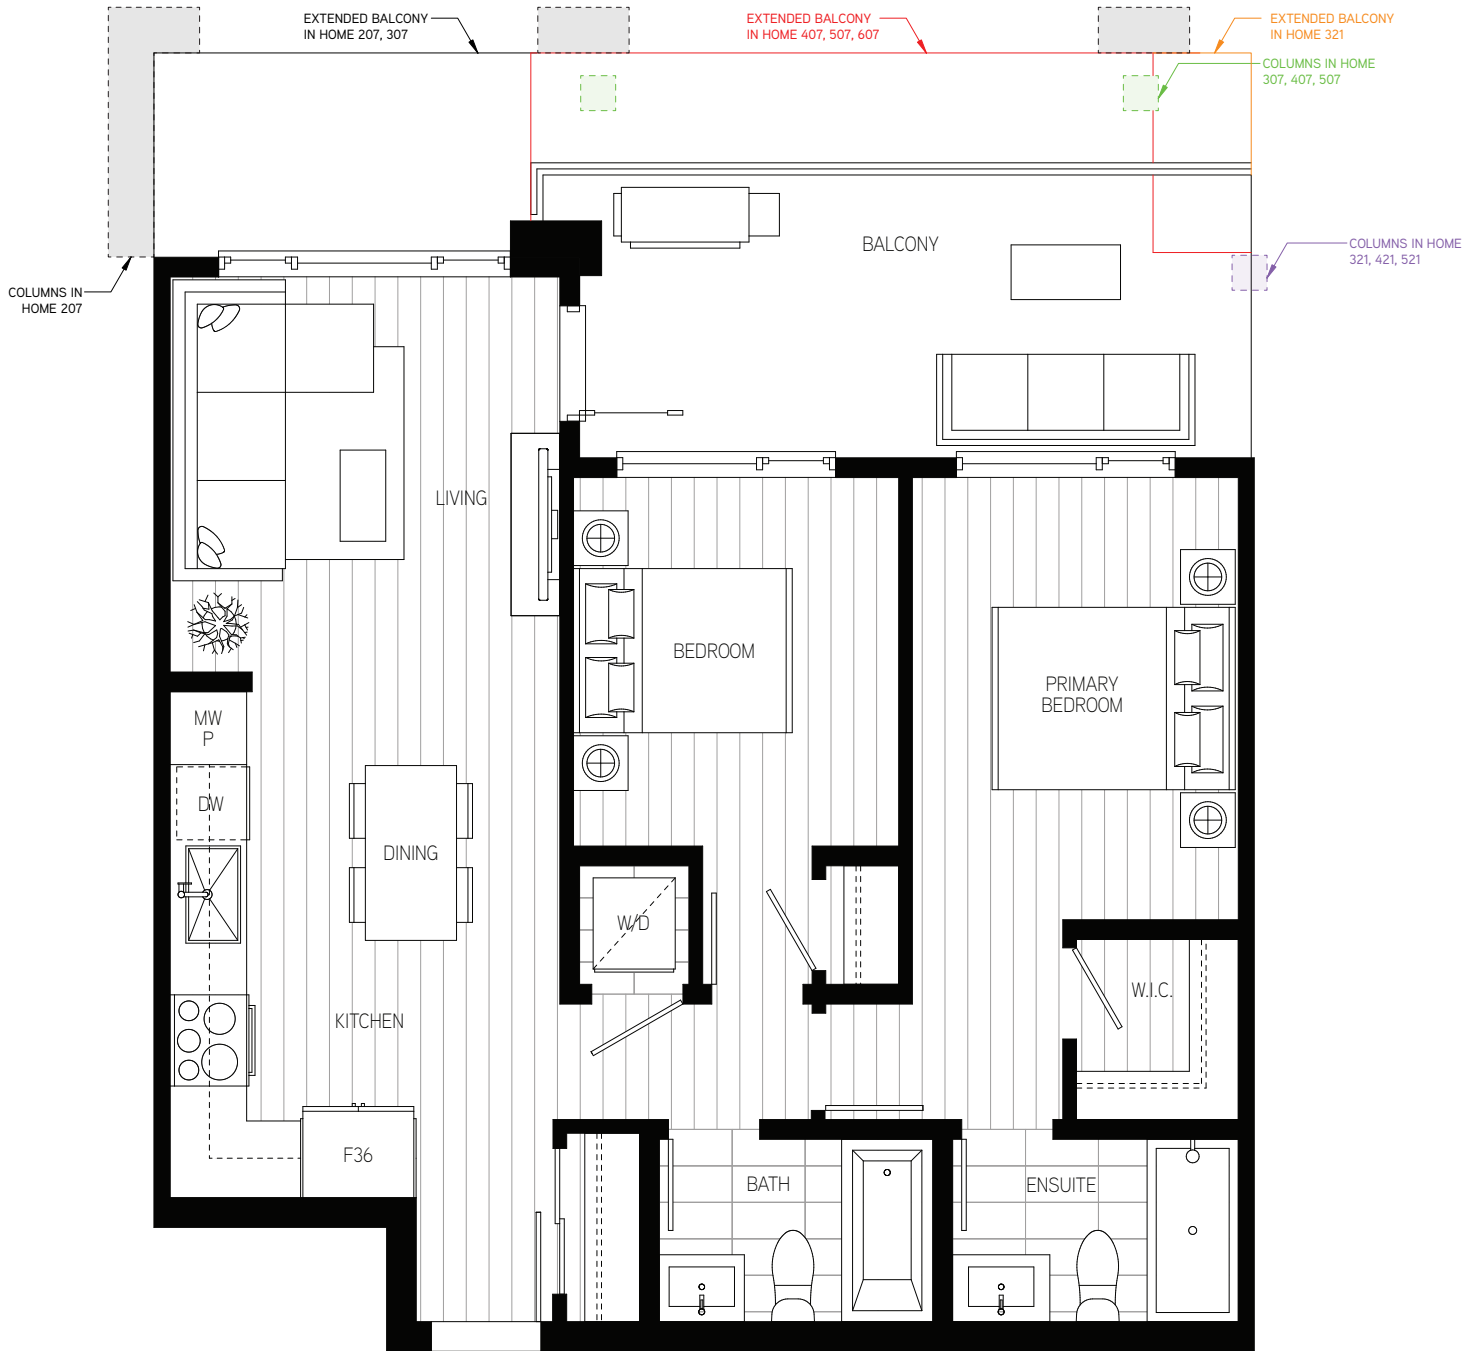 EXTENDED BALCONY
IN HOME 207, 307
EXTENDED BALCONY
IN HOME 407, 507, 607
EXTENDED BALCONY
IN HOME 321
COLUMNS IN HOME
307, 407, 507
BALCONY
COLUMNS IN HOME
321, 421, 521
COLUMNS IN
HOME 207
LIVING
BEDROOM
PRIMARY
BEDROOM
MW
P
DW
DINING
W/D
W.I.C.
KITCHEN
F36
BATH
ENSUITE